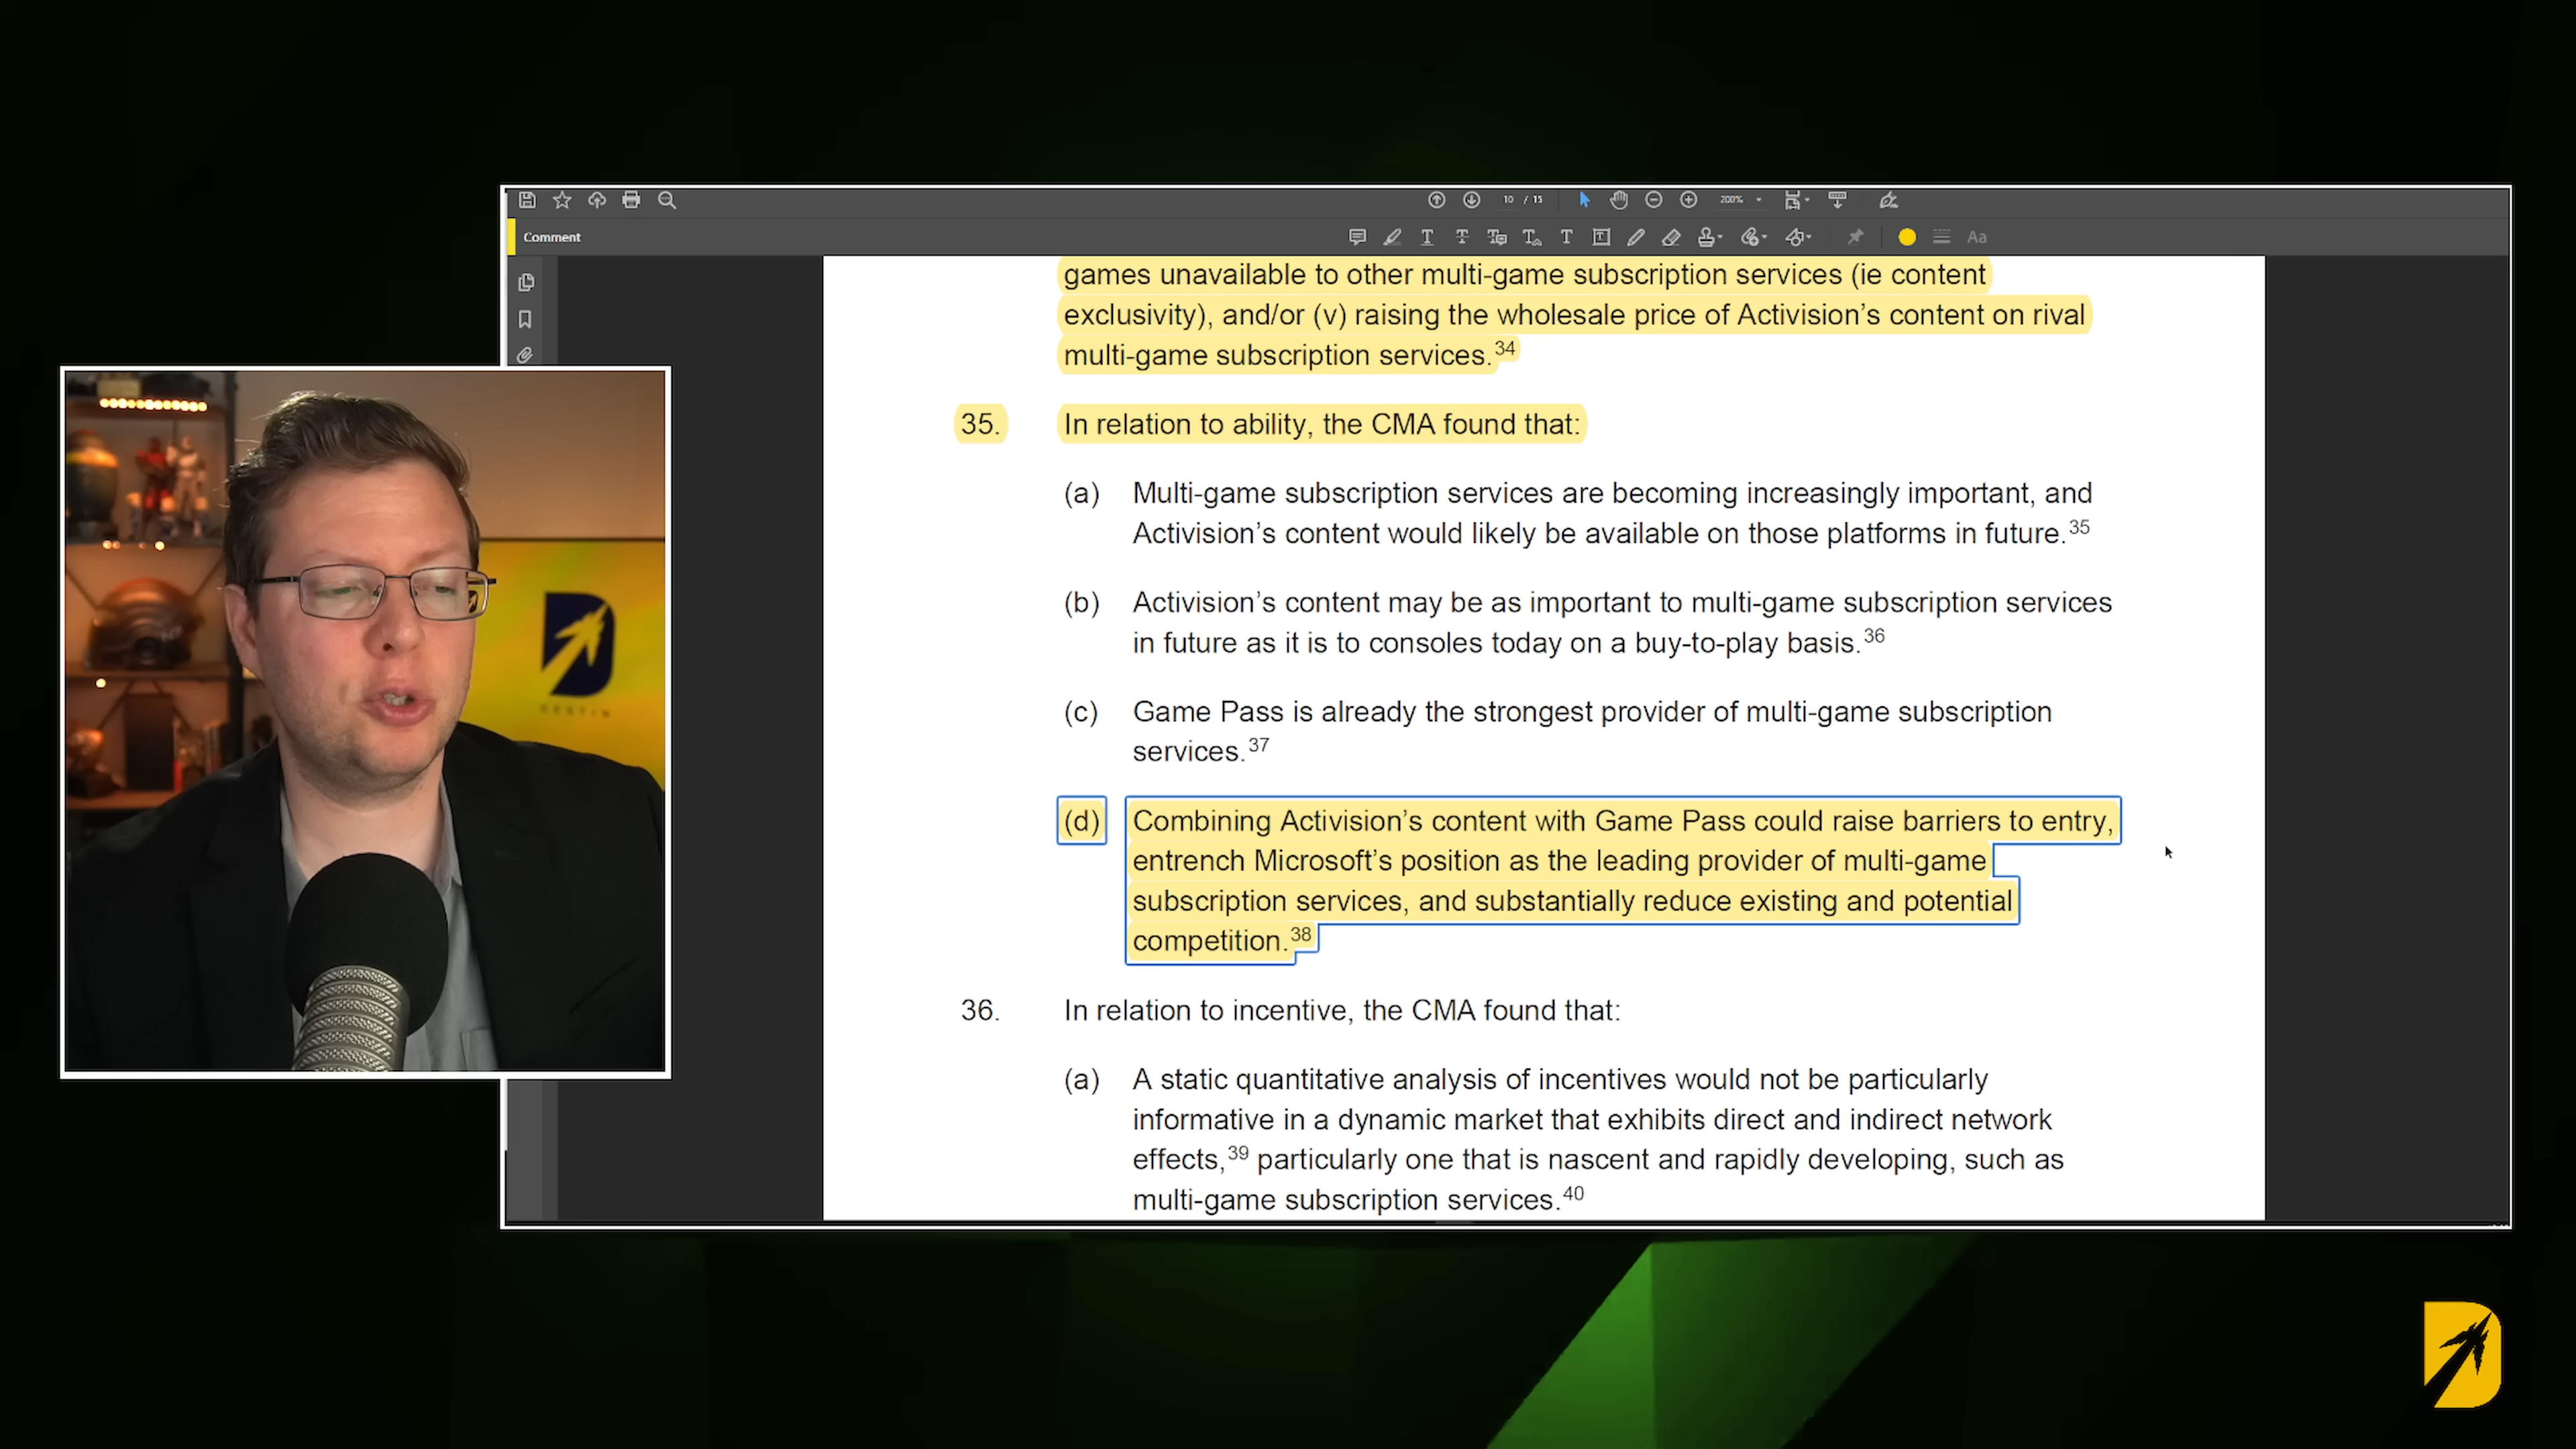 10 / 15
200%
Comment
Aa
games unavailable to other multi-game subscription services (ie content
exclusivity), and/or (v) raising the wholesale price of Activision’s content on rival
multi-game subscription services.34
35. In relation to ability, the CMA found that:
(a) Multi-game subscription services are becoming increasingly important, and
Activision’s content would likely be available on those platforms in future.35
(b) Activision’s content may be as important to multi-game subscription services
in future as it is to consoles today on a buy-to-play basis.36
(c) Game Pass is already the strongest provider of multi-game subscription
services.37
(d) Combining Activision’s content with Game Pass could raise barriers to entry,
entrench Microsoft’s position as the leading provider of multi-game
subscription services, and substantially reduce existing and potential
competition.38
36. In relation to incentive, the CMA found that:
(a) A static quantitative analysis of incentives would not be particularly
informative in a dynamic market that exhibits direct and indirect network
effects,39 particularly one that is nascent and rapidly developing, such as
multi-game subscription services.40
D
DESTIN
D